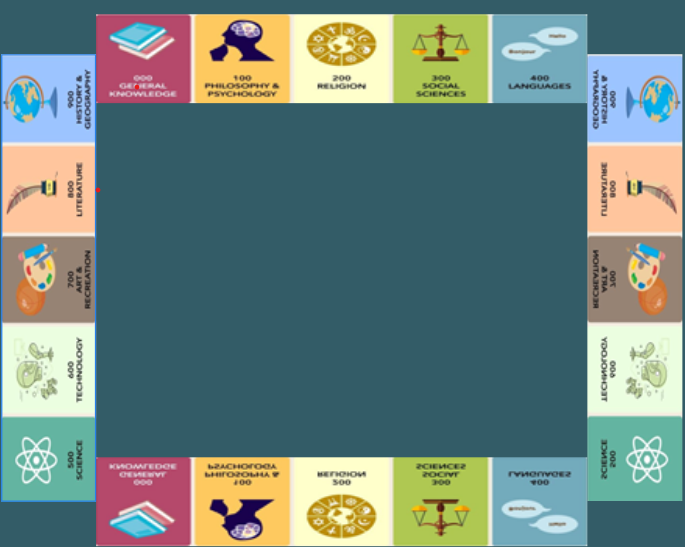 000
GENERAL
KNOWLEDGE
100
PHILOSOPHY &
PSYCHOLOGY
200
RELIGION
300
SOCIAL
SCIENCES
Hello
Bonjour
400
LANGUAGES
900
HISTORY &
GEOGRAPHY
800
LITERATURE
700
ART &
RECREATION
600
TECHNOLOGY
500
SCIENCE
900
HISTORY &
GEOGRAPHY
800
LITERATURE
700
ART &
RECREATION
600
TECHNOLOGY
500
SCIENCE
000
GENERAL
KNOWLEDGE
100
PHILOSOPHY &
PSYCHOLOGY
200
RELIGION
300
SOCIAL
SCIENCES
400
LANGUAGES
Bonjour
Hello